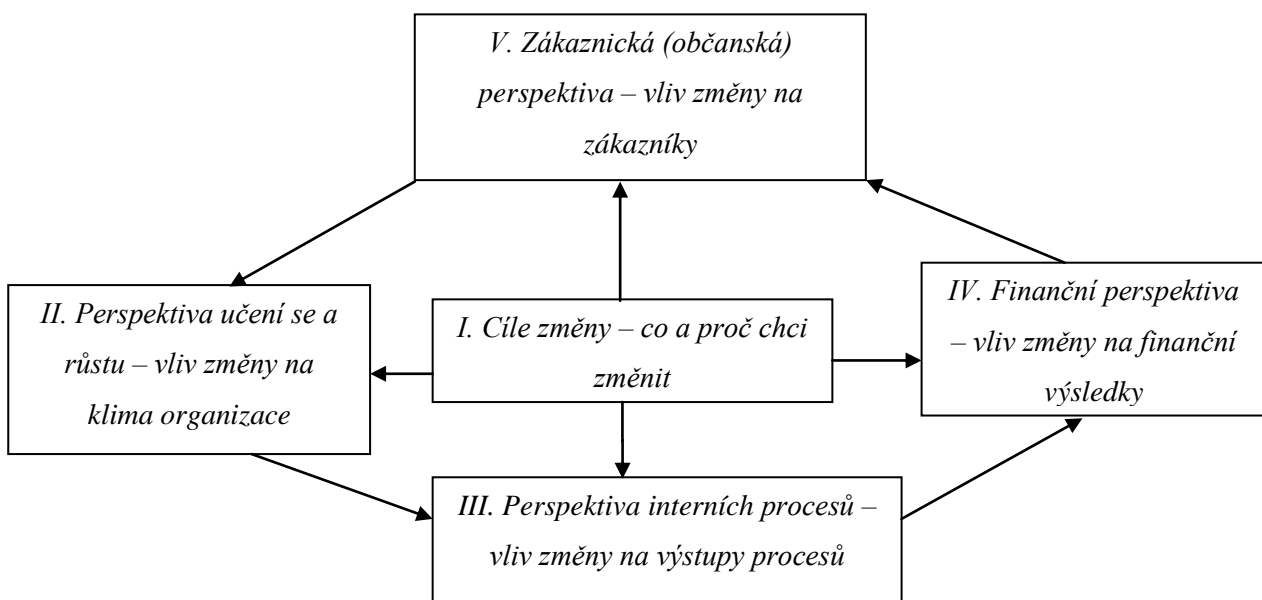 V. Zákaznická (občanská)
perspektiva – vliv změny na
zákazníky
II. Perspektiva učení se a
růstu – vliv změny na
klima organizace
I. Cíle změny – co a proč chci
změnit
IV. Finanční perspektiva
– vliv změny na finanční
výsledky
III. Perspektiva interních procesů –
vliv změny na výstupy procesů